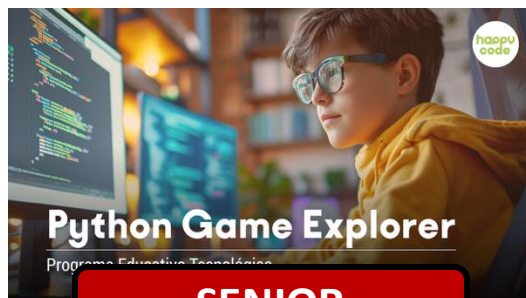 happy
code
Python Game Explorer
Programa Educativo Tecnológico
SENIOR